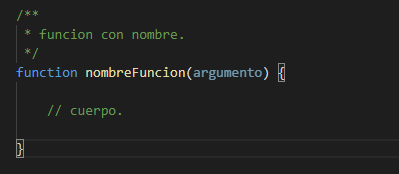 /**
 * funcion con nombre.
 */
function nombreFuncion(argumento) {
    // cuerpo.
}